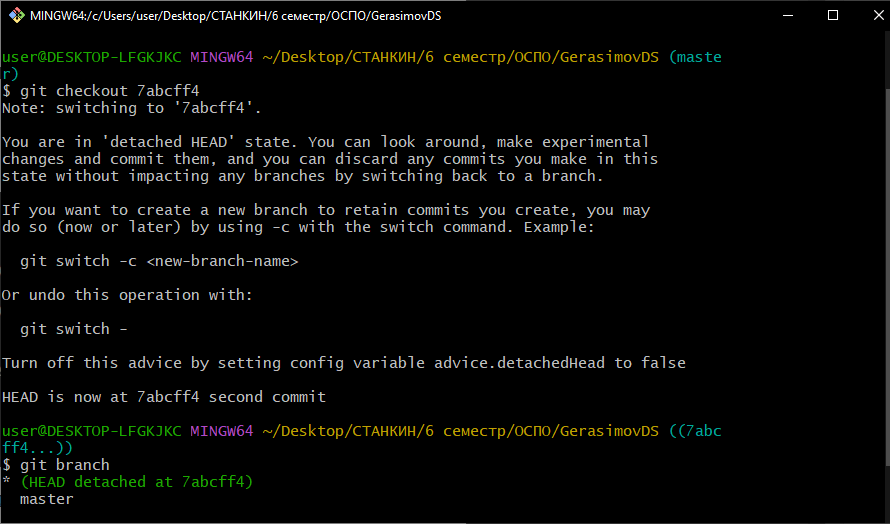 MINGW64:/c/Users/user/Desktop/СТАНКИН/6 семестр/ОСПО/GerasimovDS
user@DESKTOP-LFGKJKC MINGW64 ~/Desktop/СТАНКИН/6 семестр/ОСПО/GerasimovDS (maste
r)
$ git checkout 7abcff4
Note: switching to '7abcff4'.
You are in 'detached HEAD' state. You can look around, make experimental
changes and commit them, and you can discard any commits you make in this
state without impacting any branches by switching back to a branch.
If you want to create a new branch to retain commits you create, you may
do so (now or later) by using -c with the switch command. Example:
git switch -c <new-branch-name>
Or undo this operation with:
git switch -
Turn off this advice by setting config variable advice.detachedHead to false
HEAD is now at 7abcff4 second commit
user@DESKTOP-LFGKJKC MINGW64 ~/Desktop/СТАНКИН/6 семестр/ОСПО/GerasimovDS ((7abc
ff4...))
$ git branch
* (HEAD detached at 7abcff4)
master